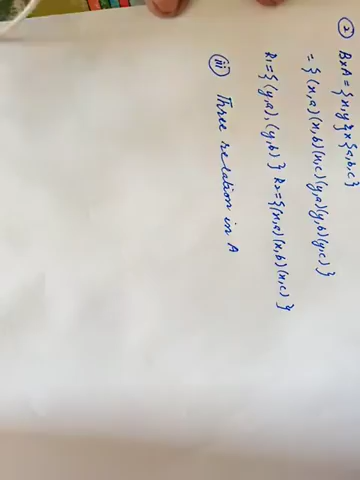 ② B×A = {x,y} × {a,b,c}
= {(x,a)(x,b)(x,c)(y,a)(y,b)(y,c)}
R1={(y,a),(y,b)} R2={(x,a)(x,b)(x,c)}
(iii) Three relation in A